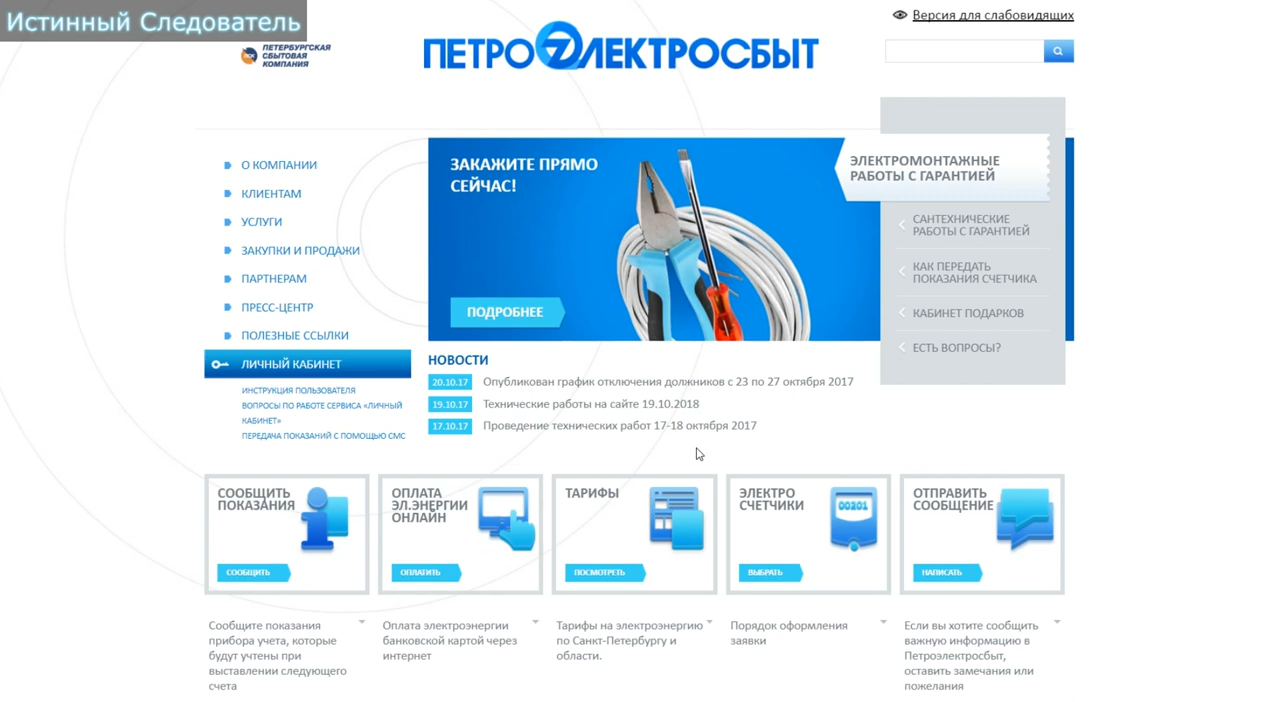 Истинный Следователь
Версия для слабовидящих
ПЕТЕРБУРГСКАЯ
СБЫТОВАЯ
КОМПАНИЯ
ПЕТРОЭЛЕКТРОСБЫТ
О КОМПАНИИ
КЛИЕНТАМ
УСЛУГИ
ЗАКУПКИ И ПРОДАЖИ
ПАРТНЕРАМ
ПРЕСС-ЦЕНТР
ПОЛЕЗНЫЕ ССЫЛКИ
ЛИЧНЫЙ КАБИНЕТ
ИНСТРУКЦИЯ ПОЛЬЗОВАТЕЛЯ
ВОПРОСЫ ПО РАБОТЕ СЕРВИСА «ЛИЧНЫЙ
КАБИНЕТ»
ПЕРЕДАЧА ПОКАЗАНИЙ С ПОМОЩЬЮ СМС
ЗАКАЖИТЕ ПРЯМО
СЕЙЧАС!
ПОДРОБНЕЕ
ЭЛЕКТРОМОНТАЖНЫЕ
РАБОТЫ С ГАРАНТИЕЙ
САНТЕХНИЧЕСКИЕ
РАБОТЫ С ГАРАНТИЕЙ
КАК ПЕРЕДАТЬ
ПОКАЗАНИЯ СЧЕТЧИКА
КАБИНЕТ ПОДАРКОВ
ЕСТЬ ВОПРОСЫ?
НОВОСТИ
20.10.17 Опубликован график отключения должников с 23 по 27 октября 2017
19.10.17 Технические работы на сайте 19.10.2018
17.10.17 Проведение технических работ 17-18 октября 2017
СООБЩИТЬ
ПОКАЗАНИЯ
СООБЩИТЬ
ОПЛАТА
ЭЛ.ЭНЕРГИИ
ОНЛАЙН
ОПЛАТИТЬ
ТАРИФЫ
ПОСМОТРЕТЬ
ЭЛЕКТРО
СЧЕТЧИКИ
00201
ВЫБРАТЬ
ОТПРАВИТЬ
СООБЩЕНИЕ
НАПИСАТЬ
Сообщите показания
прибора учета, которые
будут учтены при
выставлении следующего
счета
Оплата электроэнергии
банковской картой через
интернет
Тарифы на электроэнергию
по Санкт-Петербургу и
области.
Порядок оформления
заявки
Если вы хотите сообщить
важную информацию в
Петроэлектросбыт,
оставить замечания или
пожелания